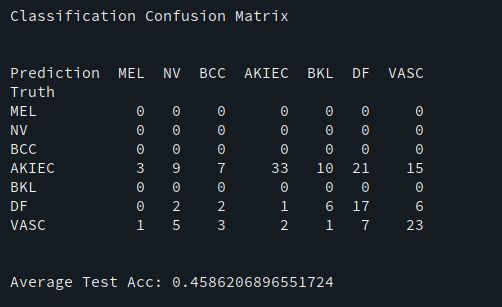 Classification Confusion Matrix
Prediction MEL NV BCC AKIEC BKL DF VASC
Truth
MEL 0 0 0 0 0 0 0
NV 0 0 0 0 0 0 0
BCC 0 0 0 0 0 0 0
AKIEC 3 9 7 33 10 21 15
BKL 0 0 0 0 0 0 0
DF 0 2 2 1 6 17 6
VASC 1 5 3 2 1 7 23
Average Test Acc: 0.4586206896551724